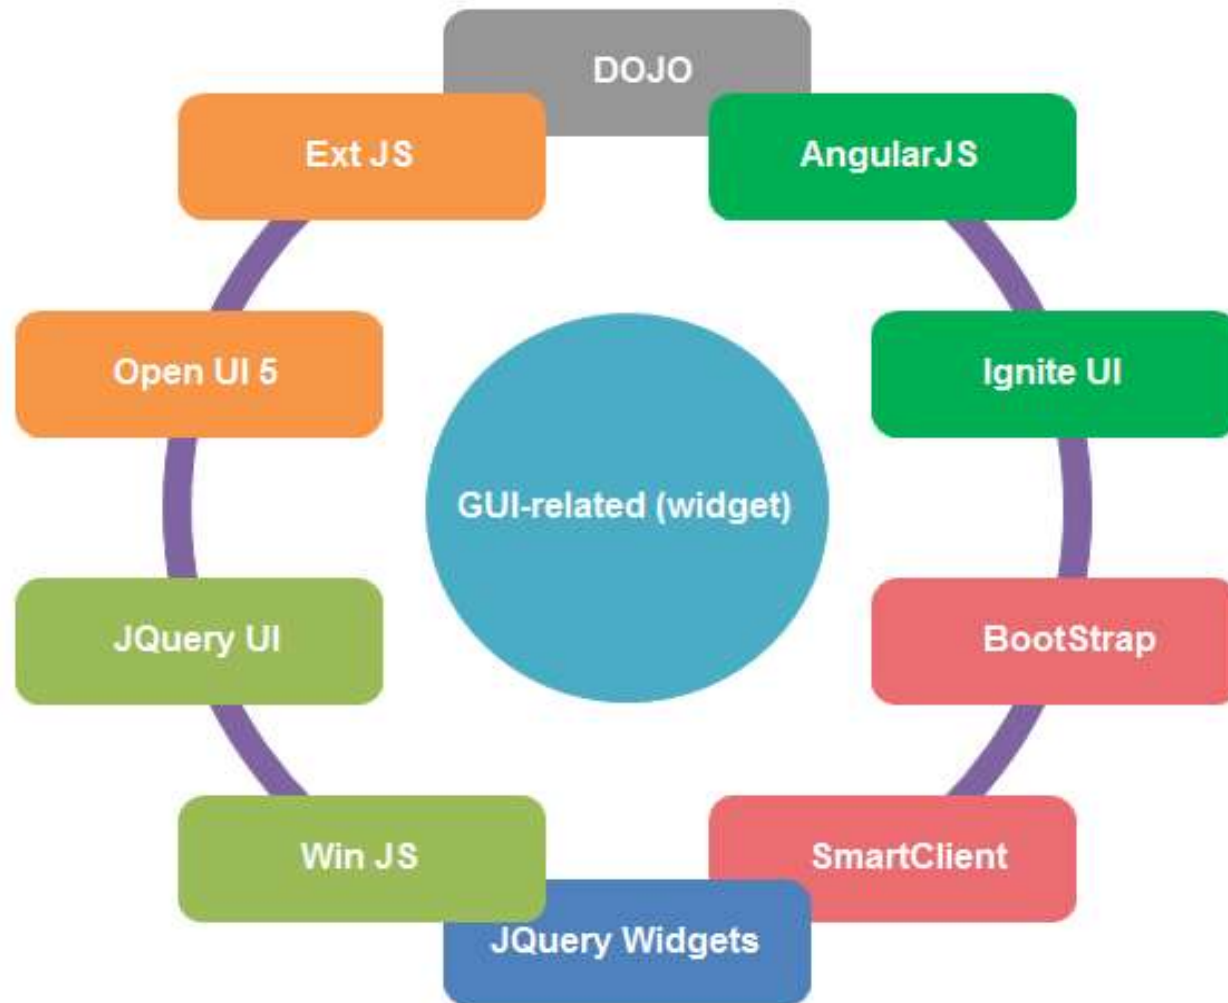 DOJO
Ext JS
AngularJS
Open UI 5
Ignite UI
GUI-related (widget)
JQuery UI
BootStrap
Win JS
SmartClient
JQuery Widgets